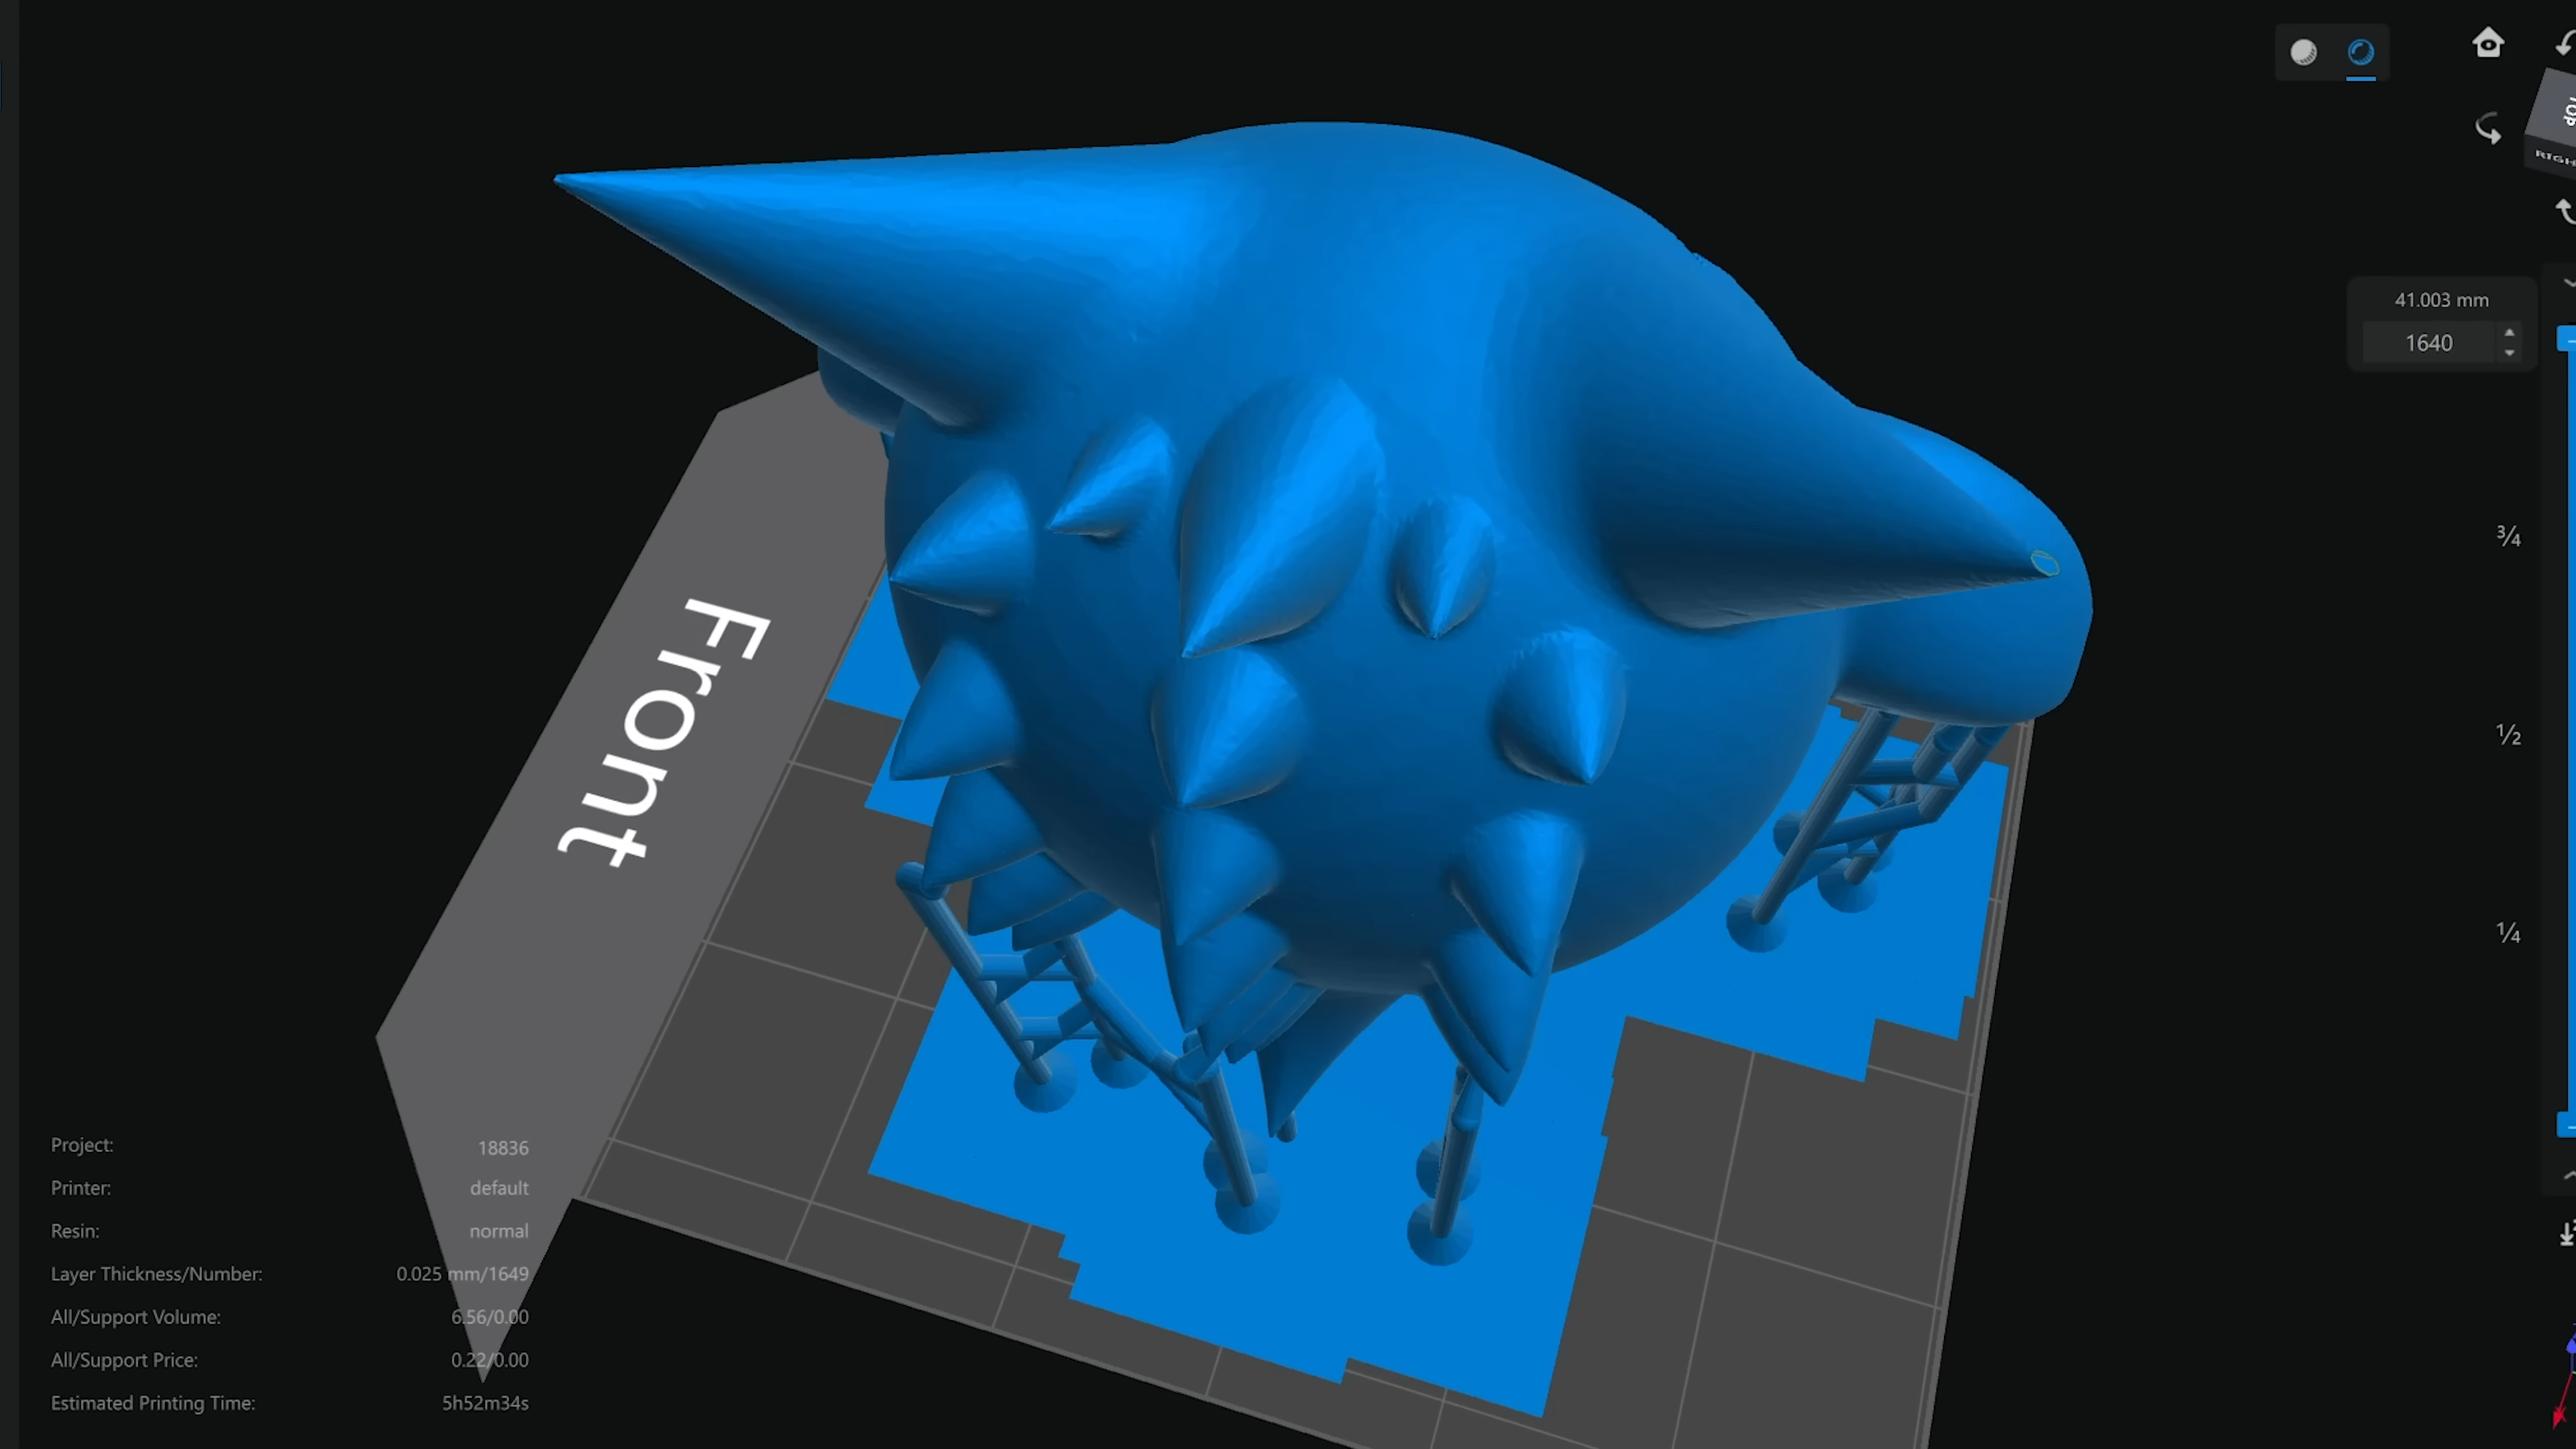 TOP
RIGH
41.003 mm
1640
3/4
1/2
1/4
Front
Project: 18836
Printer: default
Resin: normal
Layer Thickness/Number: 0.025 mm/1649
All/Support Volume: 6.56/0.00
All/Support Price: 0.22/0.00
Estimated Printing Time: 5h52m34s